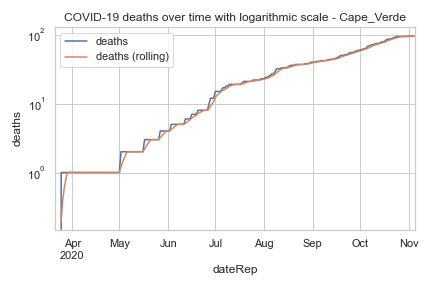 COVID-19 deaths over time with logarithmic scale - Cape_Verde
deaths
deaths (rolling)
10²
10¹
10⁰
deaths
Apr May Jun Jul Aug Sep Oct Nov
2020
dateRep